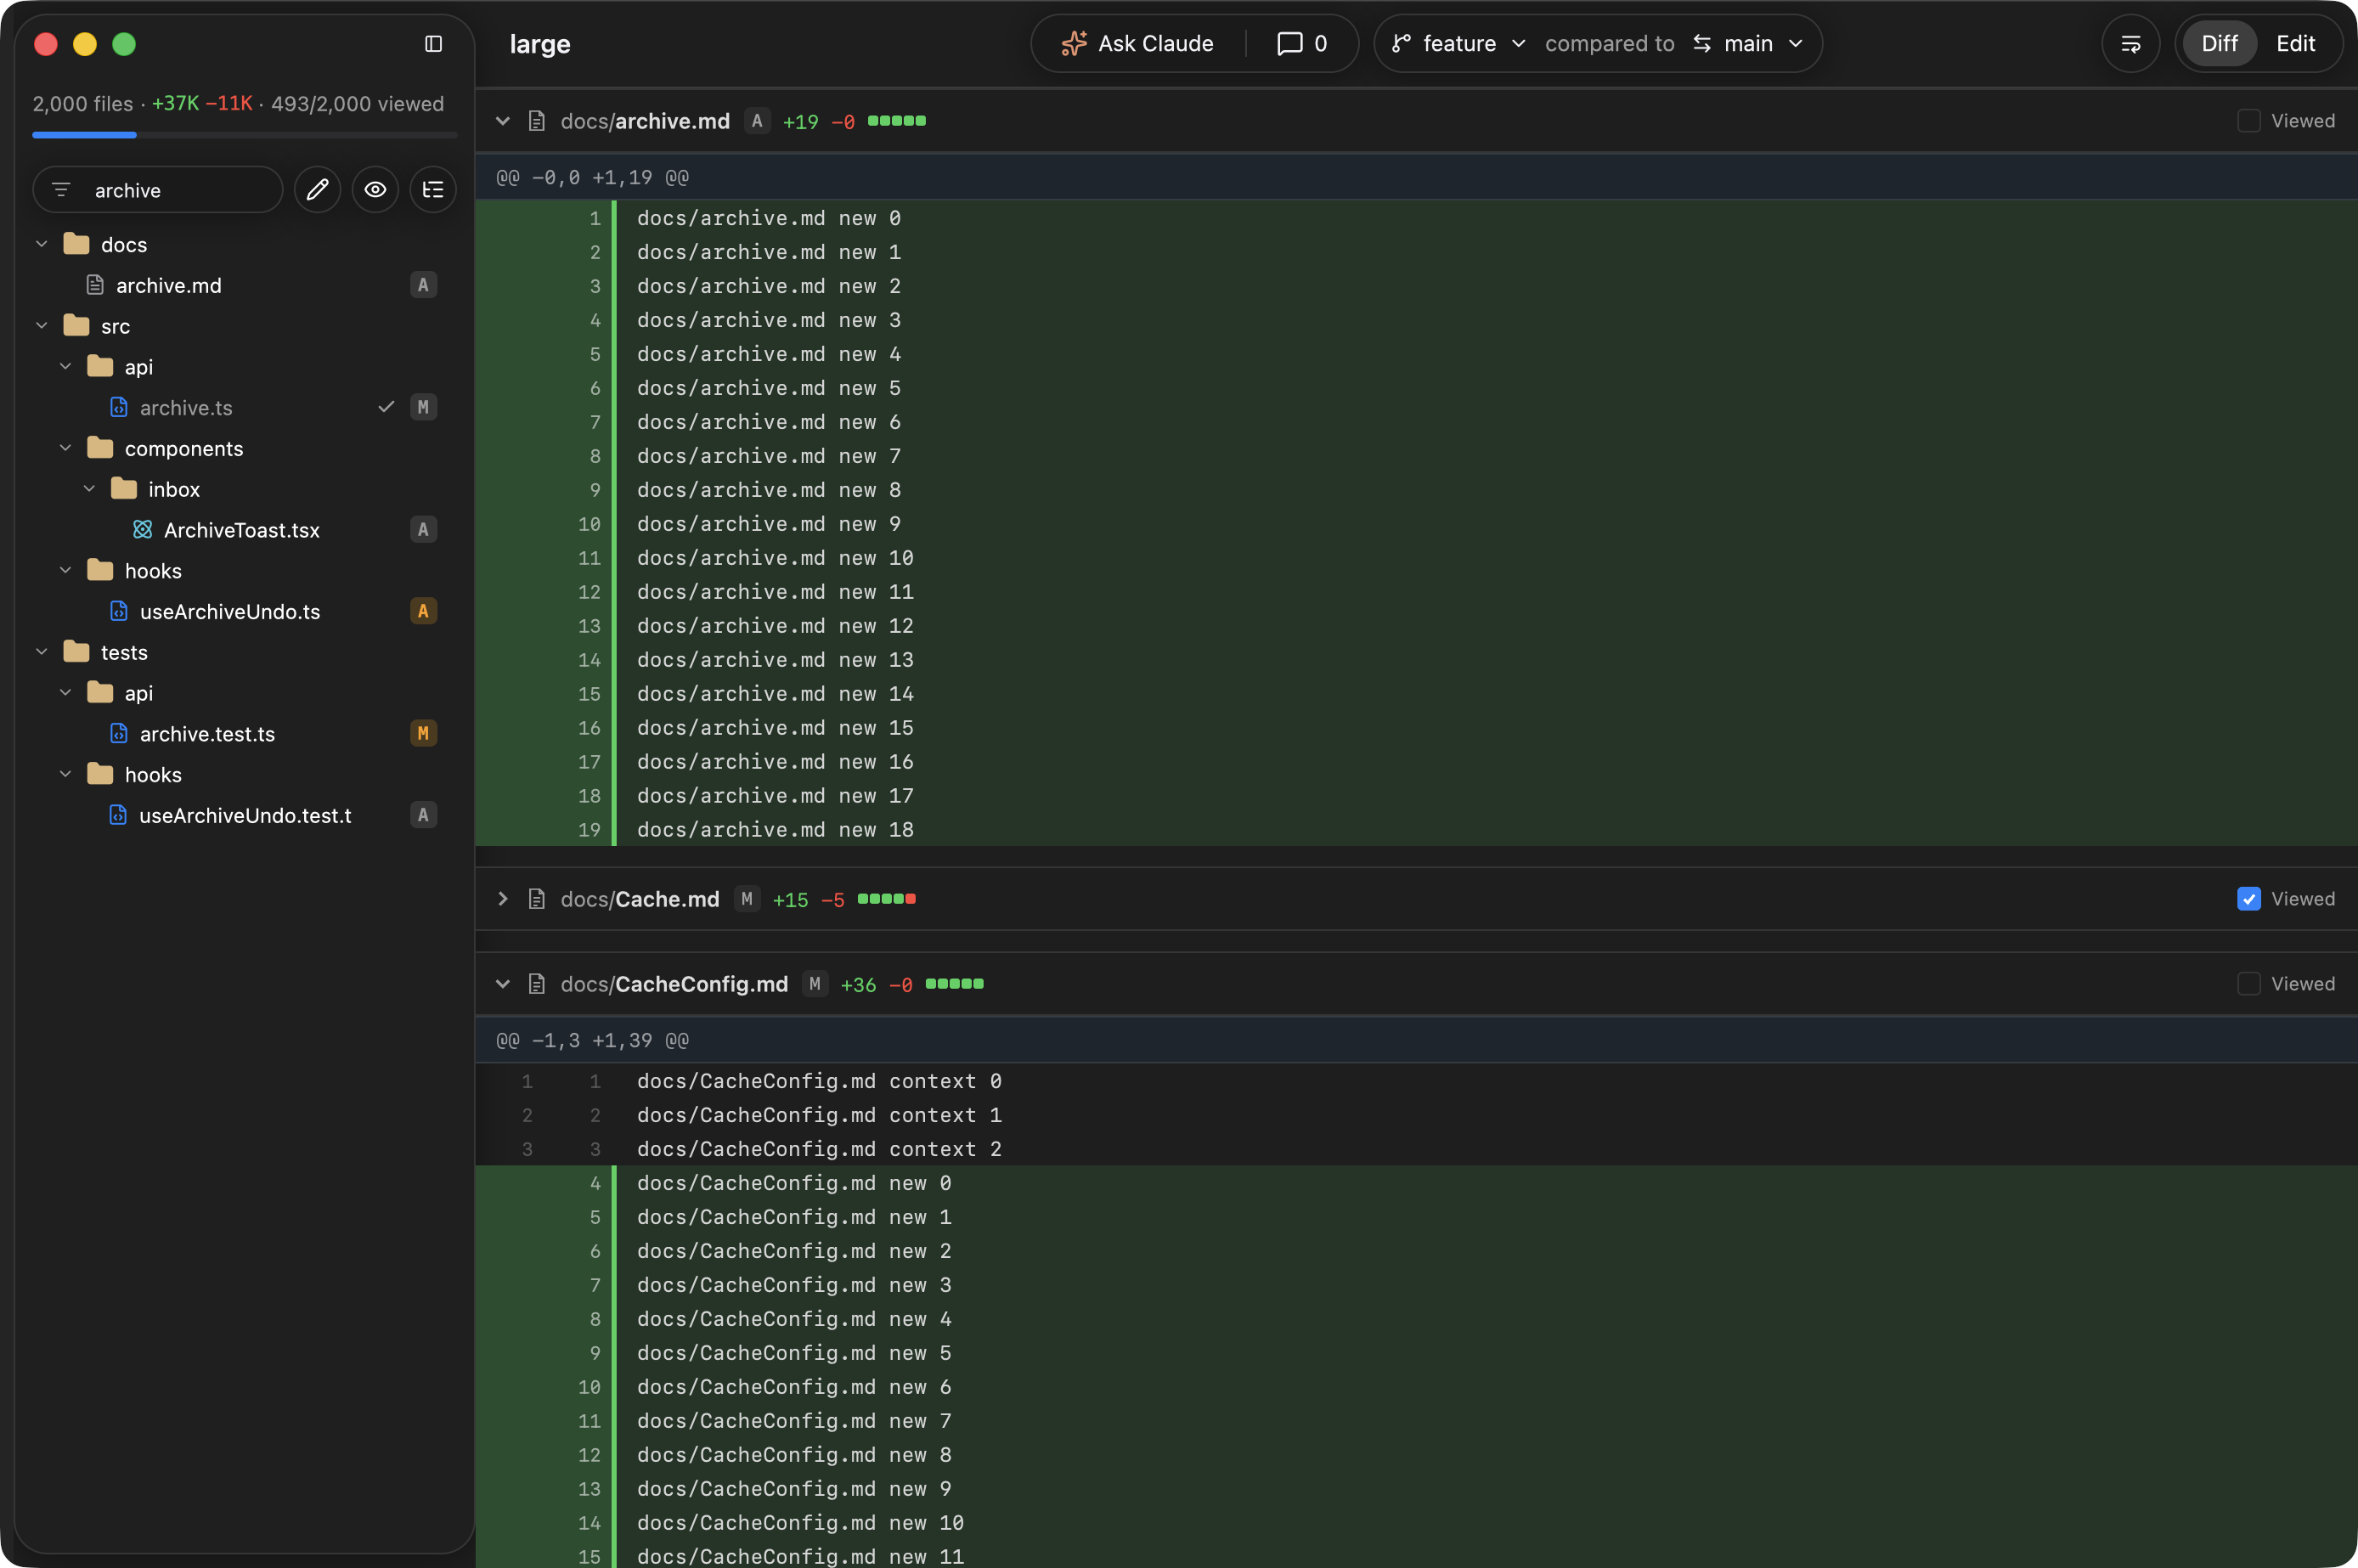 2,000 files · +37K −11K · 493/2,000 viewed
archive
docs
archive.md A
src
api
archive.ts M
components
inbox
ArchiveToast.tsx A
hooks
useArchiveUndo.ts A
tests
api
archive.test.ts M
hooks
useArchiveUndo.test.t A
large
Ask Claude 0
feature compared to main
Diff Edit
docs/archive.md A +19 −0 Viewed
@@ −0,0 +1,19 @@
1 docs/archive.md new 0
2 docs/archive.md new 1
3 docs/archive.md new 2
4 docs/archive.md new 3
5 docs/archive.md new 4
6 docs/archive.md new 5
7 docs/archive.md new 6
8 docs/archive.md new 7
9 docs/archive.md new 8
10 docs/archive.md new 9
11 docs/archive.md new 10
12 docs/archive.md new 11
13 docs/archive.md new 12
14 docs/archive.md new 13
15 docs/archive.md new 14
16 docs/archive.md new 15
17 docs/archive.md new 16
18 docs/archive.md new 17
19 docs/archive.md new 18
docs/Cache.md M +15 −5 Viewed
docs/CacheConfig.md M +36 −0 Viewed
@@ −1,3 +1,39 @@
1 1 docs/CacheConfig.md context 0
2 2 docs/CacheConfig.md context 1
3 3 docs/CacheConfig.md context 2
4 docs/CacheConfig.md new 0
5 docs/CacheConfig.md new 1
6 docs/CacheConfig.md new 2
7 docs/CacheConfig.md new 3
8 docs/CacheConfig.md new 4
9 docs/CacheConfig.md new 5
10 docs/CacheConfig.md new 6
11 docs/CacheConfig.md new 7
12 docs/CacheConfig.md new 8
13 docs/CacheConfig.md new 9
14 docs/CacheConfig.md new 10
15 docs/CacheConfig.md new 11